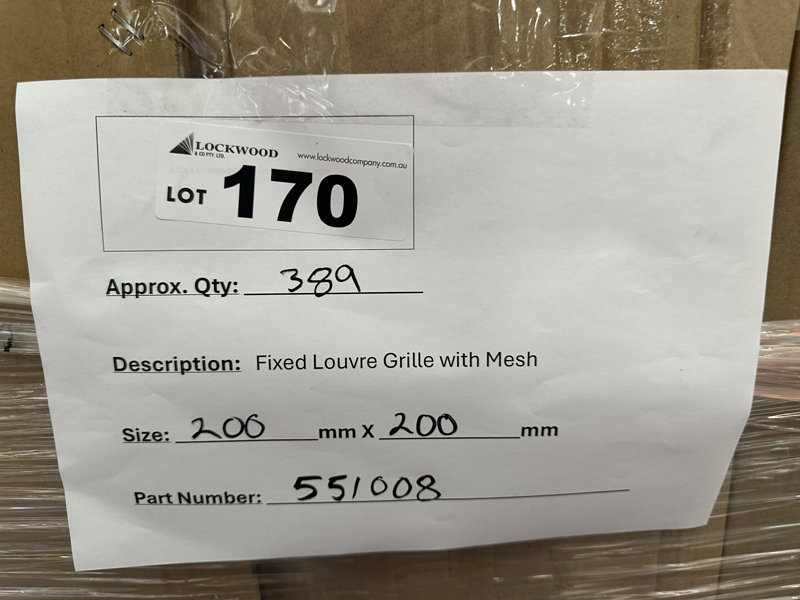 LOCKWOOD
& CO PTY. LTD.
www.lockwoodcompany.com.au
LOT 170
Approx. Qty: 389
Description: Fixed Louvre Grille with Mesh
Size: 200 mm X 200 mm
Part Number: 551008